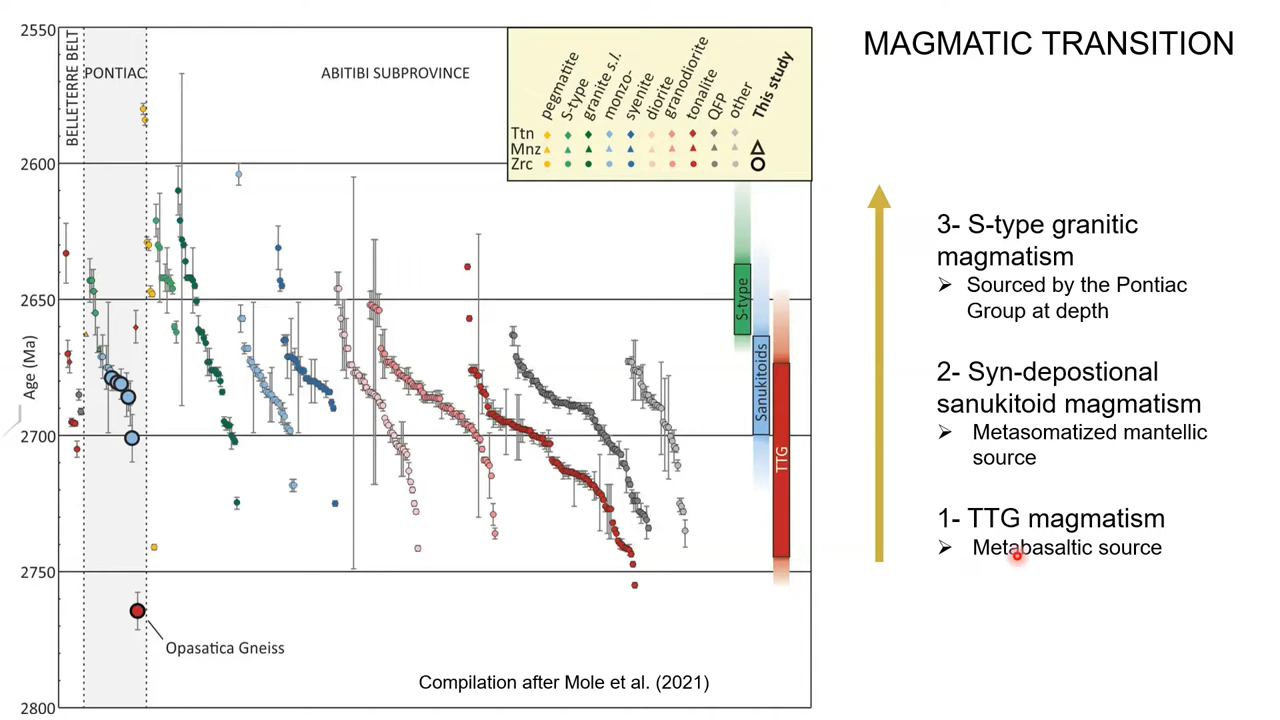 MAGMATIC TRANSITION
2550
2600
2650
2700
2750
2800
Age (Ma)
BELLETERRE BELT
PONTIAC
ABITIBI SUBPROVINCE
pegmatite
S-type
granite s.l.
monzo-
syenite
diorite
granodiorite
tonalite
QFP
other
This study
Ttn
Mnz
Zrc
S-type
Sanukitoids
TTG
Opasatica Gneiss
Compilation after Mole et al. (2021)
3- S-type granitic
magmatism
➢ Sourced by the Pontiac
Group at depth
2- Syn-depostional
sanukitoid magmatism
➢ Metasomatized mantellic
source
1- TTG magmatism
➢ Metabasaltic source